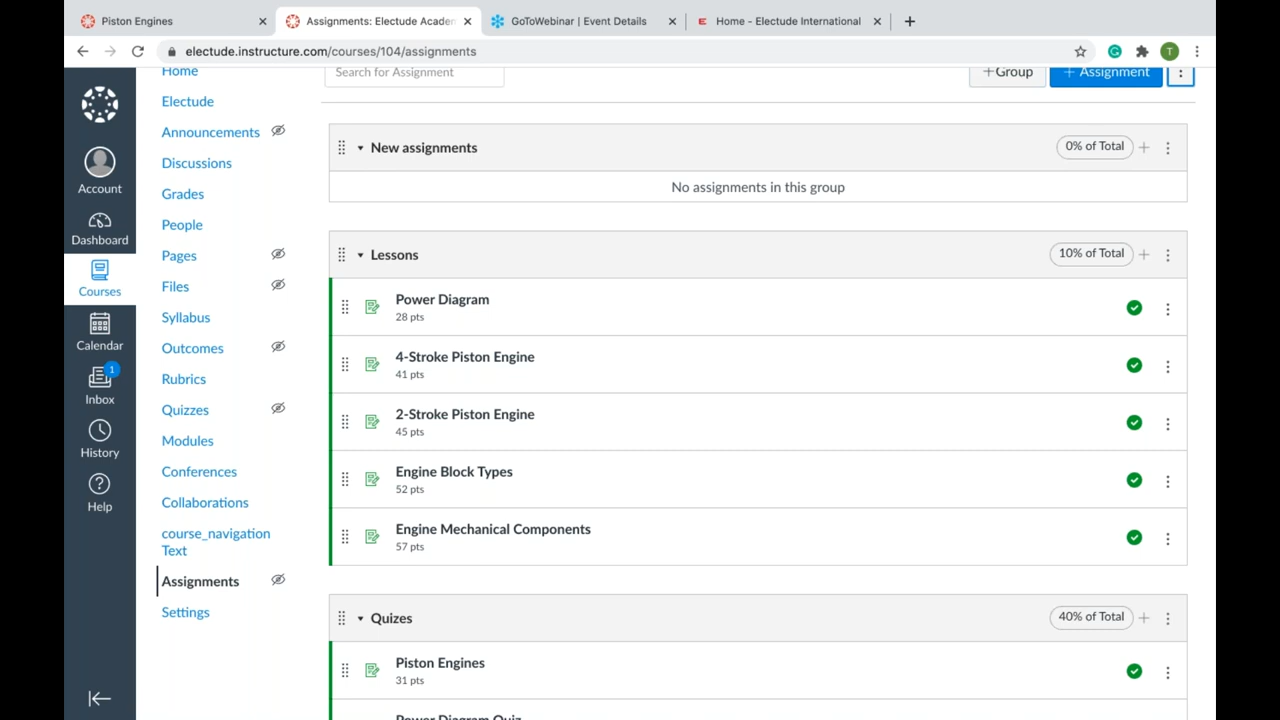 Piston Engines
Assignments: Electude Acaden
GoToWebinar | Event Details
Home - Electude International
electude.instructure.com/courses/104/assignments
T
Account
Dashboard
Courses
Calendar
1
Inbox
History
Help
Home
Electude
Announcements
Discussions
Grades
People
Pages
Files
Syllabus
Outcomes
Rubrics
Quizzes
Modules
Conferences
Collaborations
course_navigation
Text
Assignments
Settings
Search for Assignment
+Group
+ Assignment
New assignments
0% of Total
No assignments in this group
Lessons
10% of Total
Power Diagram
28 pts
4-Stroke Piston Engine
41 pts
2-Stroke Piston Engine
45 pts
Engine Block Types
52 pts
Engine Mechanical Components
57 pts
Quizes
40% of Total
Piston Engines
31 pts
Power Diagram Quiz